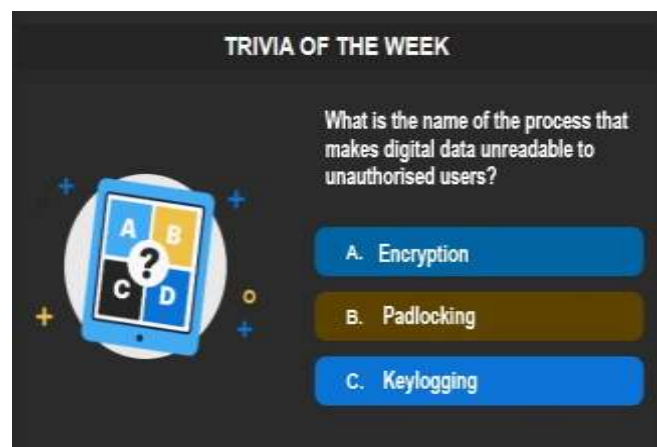 TRIVIA OF THE WEEK
What is the name of the process that
makes digital data unreadable to
unauthorised users?
A B
?
C D
A. Encryption
B. Padlocking
C. Keylogging